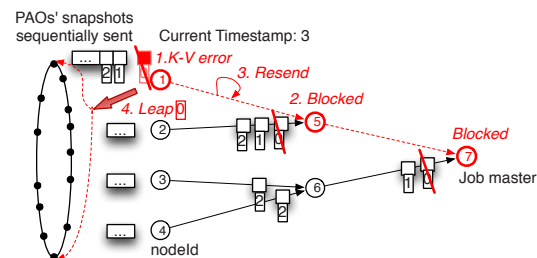 PAOs' snapshots
sequentially sent
Current Timestamp: 3
... 2 1 0
1.K-V error
1
3. Resend
2. Blocked
4. Leap 0
... 2
2 1 0
5
Blocked
7
Job master
... 3
2
2
6
1 0
... 4
nodeId